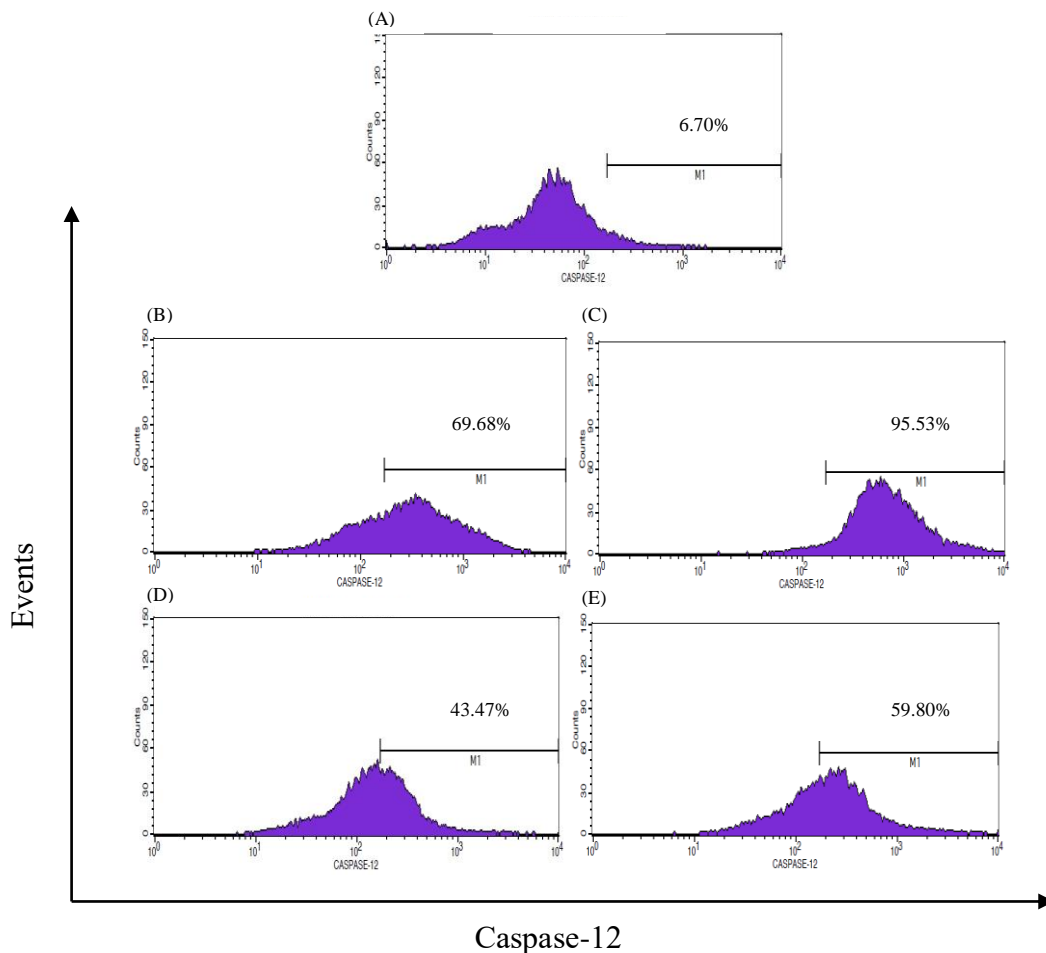 (A)
15
120
90
60
30
0
Counts
6.70%
M1
10^0 10^1 10^2 10^3 10^4
CASPASE-12
(B)
150
120
90
60
30
0
Counts
69.68%
M1
10^0 10^1 10^2 10^3 10^4
CASPASE-12
(C)
150
120
90
60
30
0
Counts
95.53%
M1
10^0 10^1 10^2 10^3 10^4
CASPASE-12
(D)
150
120
90
60
30
0
Counts
43.47%
M1
10^0 10^1 10^2 10^3 10^4
CASPASE-12
(E)
150
120
90
60
30
0
Counts
59.80%
M1
10^0 10^1 10^2 10^3 10^4
CASPASE-12
Events
Caspase-12